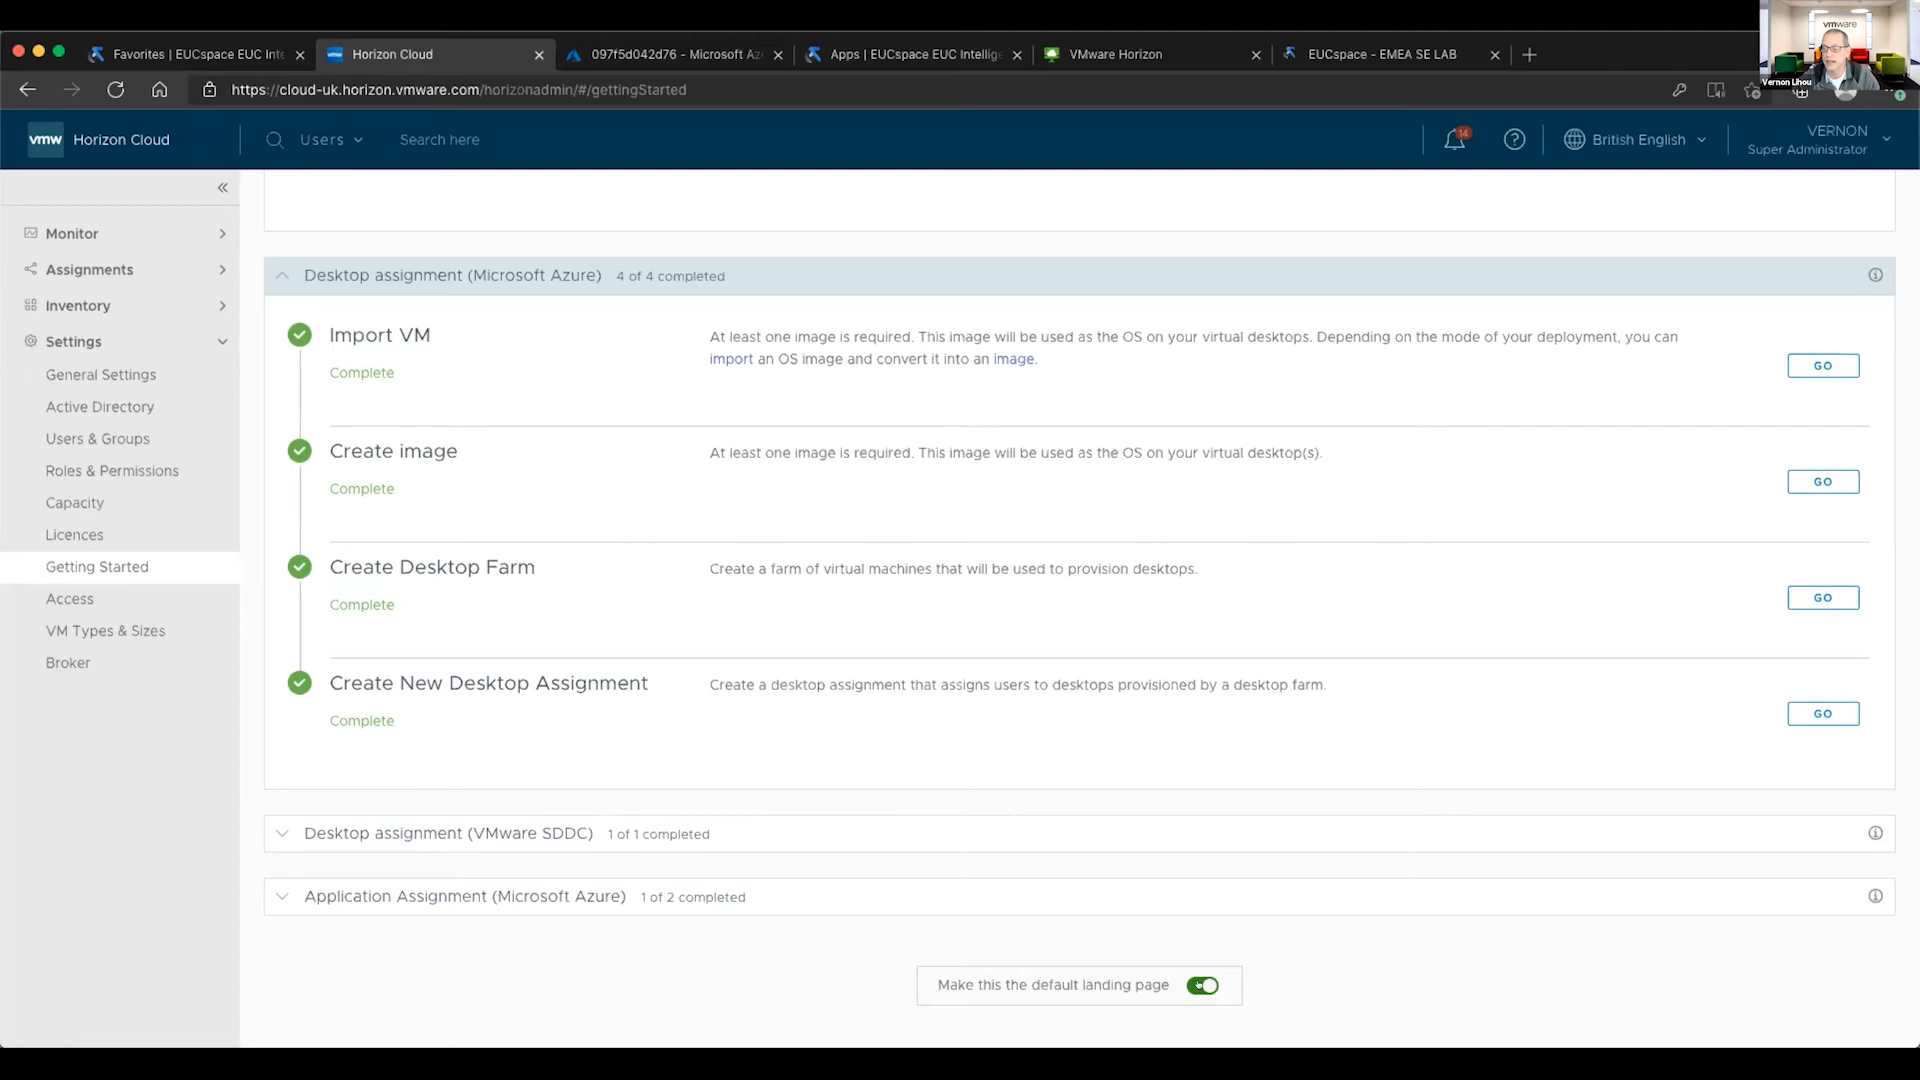 vmware
Vernon Lihou
Favorites | EUCspace EUC Inte
Horizon Cloud
097f5d042d76 - Microsoft Az
Apps | EUCspace EUC Intellige
VMware Horizon
EUCspace - EMEA SE LAB
https://cloud-uk.horizon.vmware.com/horizonadmin/#/gettingStarted
vmw Horizon Cloud
Users
Search here
14
British English
VERNON
Super Administrator
Monitor
Assignments
Inventory
Settings
General Settings
Active Directory
Users & Groups
Roles & Permissions
Capacity
Licences
Getting Started
Access
VM Types & Sizes
Broker
Desktop assignment (Microsoft Azure) 4 of 4 completed
Import VM
Complete
At least one image is required. This image will be used as the OS on your virtual desktops. Depending on the mode of your deployment, you can
import an OS image and convert it into an image.
GO
Create image
Complete
At least one image is required. This image will be used as the OS on your virtual desktop(s).
GO
Create Desktop Farm
Complete
Create a farm of virtual machines that will be used to provision desktops.
GO
Create New Desktop Assignment
Complete
Create a desktop assignment that assigns users to desktops provisioned by a desktop farm.
GO
Desktop assignment (VMware SDDC) 1 of 1 completed
Application Assignment (Microsoft Azure) 1 of 2 completed
Make this the default landing page